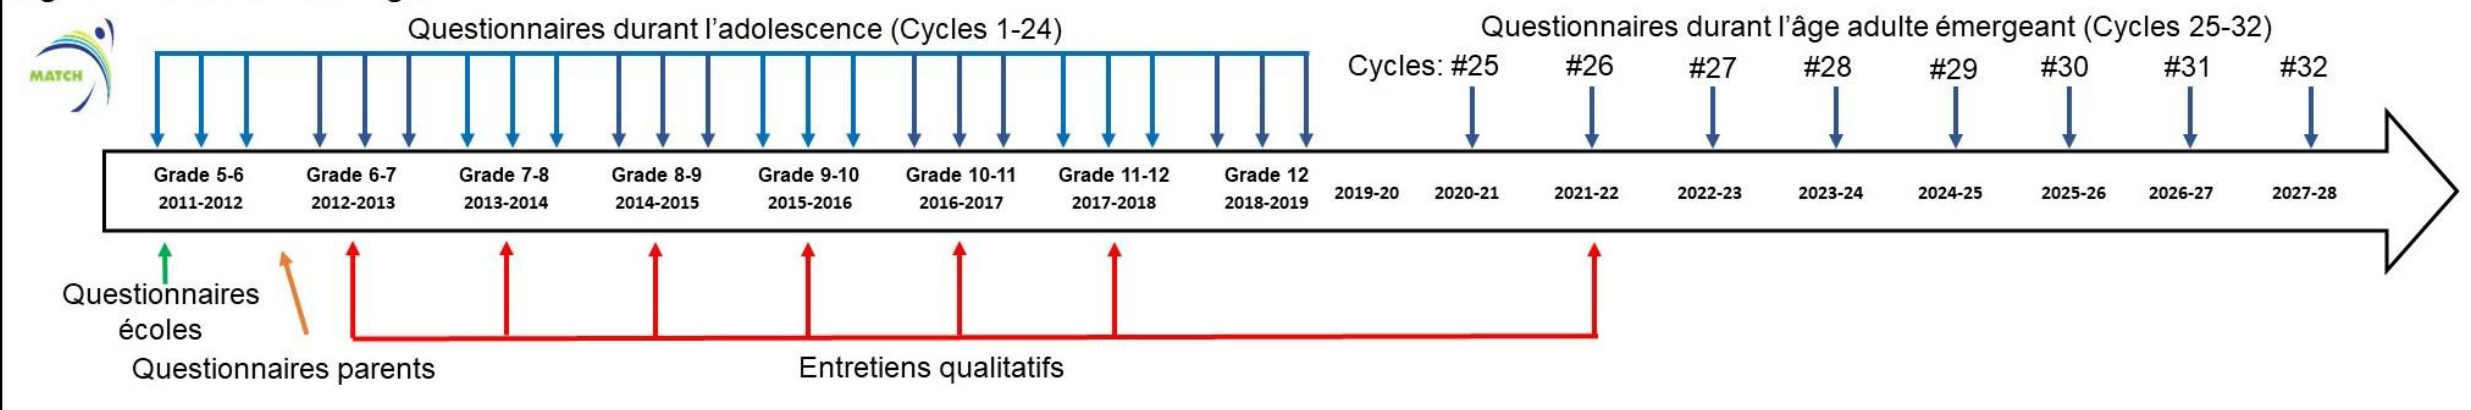 Questionnaires durant l’adolescence (Cycles 1-24)
Questionnaires durant l’âge adulte émergeant (Cycles 25-32)
MATCH
Cycles: #25 #26 #27 #28 #29 #30 #31 #32
Grade 5-6 Grade 6-7 Grade 7-8 Grade 8-9 Grade 9-10 Grade 10-11 Grade 11-12 Grade 12
2011-2012 2012-2013 2013-2014 2014-2015 2015-2016 2016-2017 2017-2018 2018-2019 2019-20 2020-21 2021-22 2022-23 2023-24 2024-25 2025-26 2026-27 2027-28
Questionnaires
écoles
Questionnaires parents
Entretiens qualitatifs